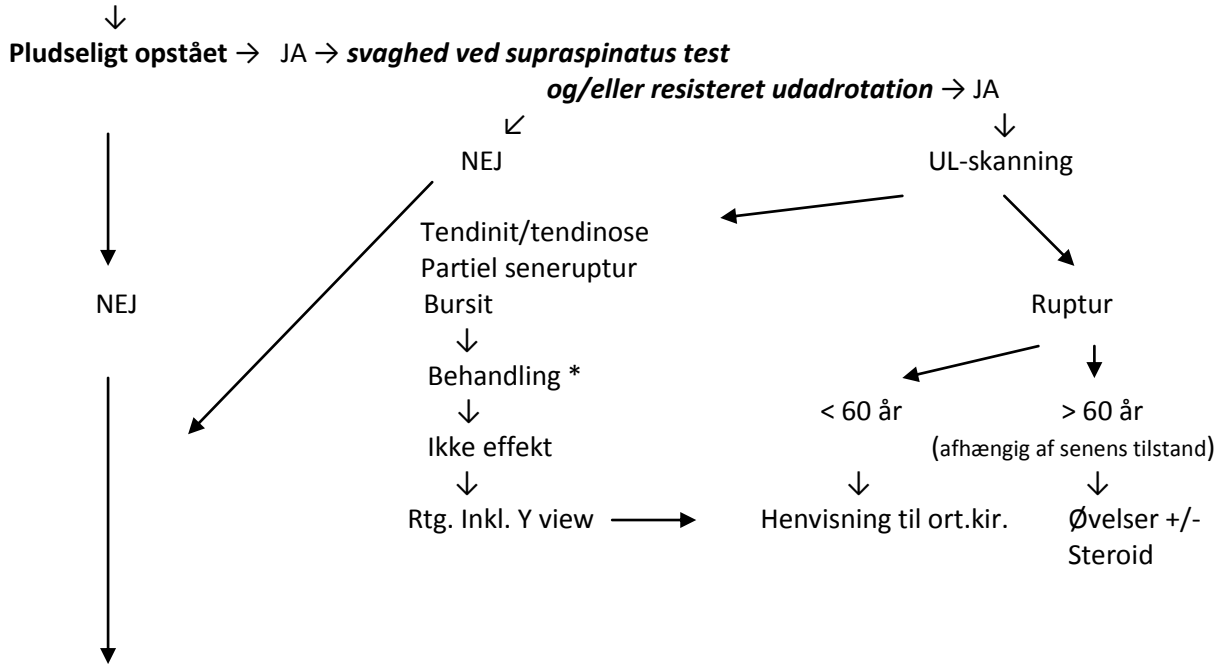 ↓
Pludseligt opstået → JA → svaghed ved supraspinatus test
og/eller resisteret udadrotation → JA
↙ ↓
NEJ UL-skanning
Tendinit/tendinose
Partiel seneruptur
NEJ Bursit Ruptur
↓
Behandling *
↓ < 60 år > 60 år
Ikke effekt (afhængig af senens tilstand)
↓ ↓ ↓
Rtg. Inkl. Y view Henvisning til ort.kir. Øvelser +/-
Steroid